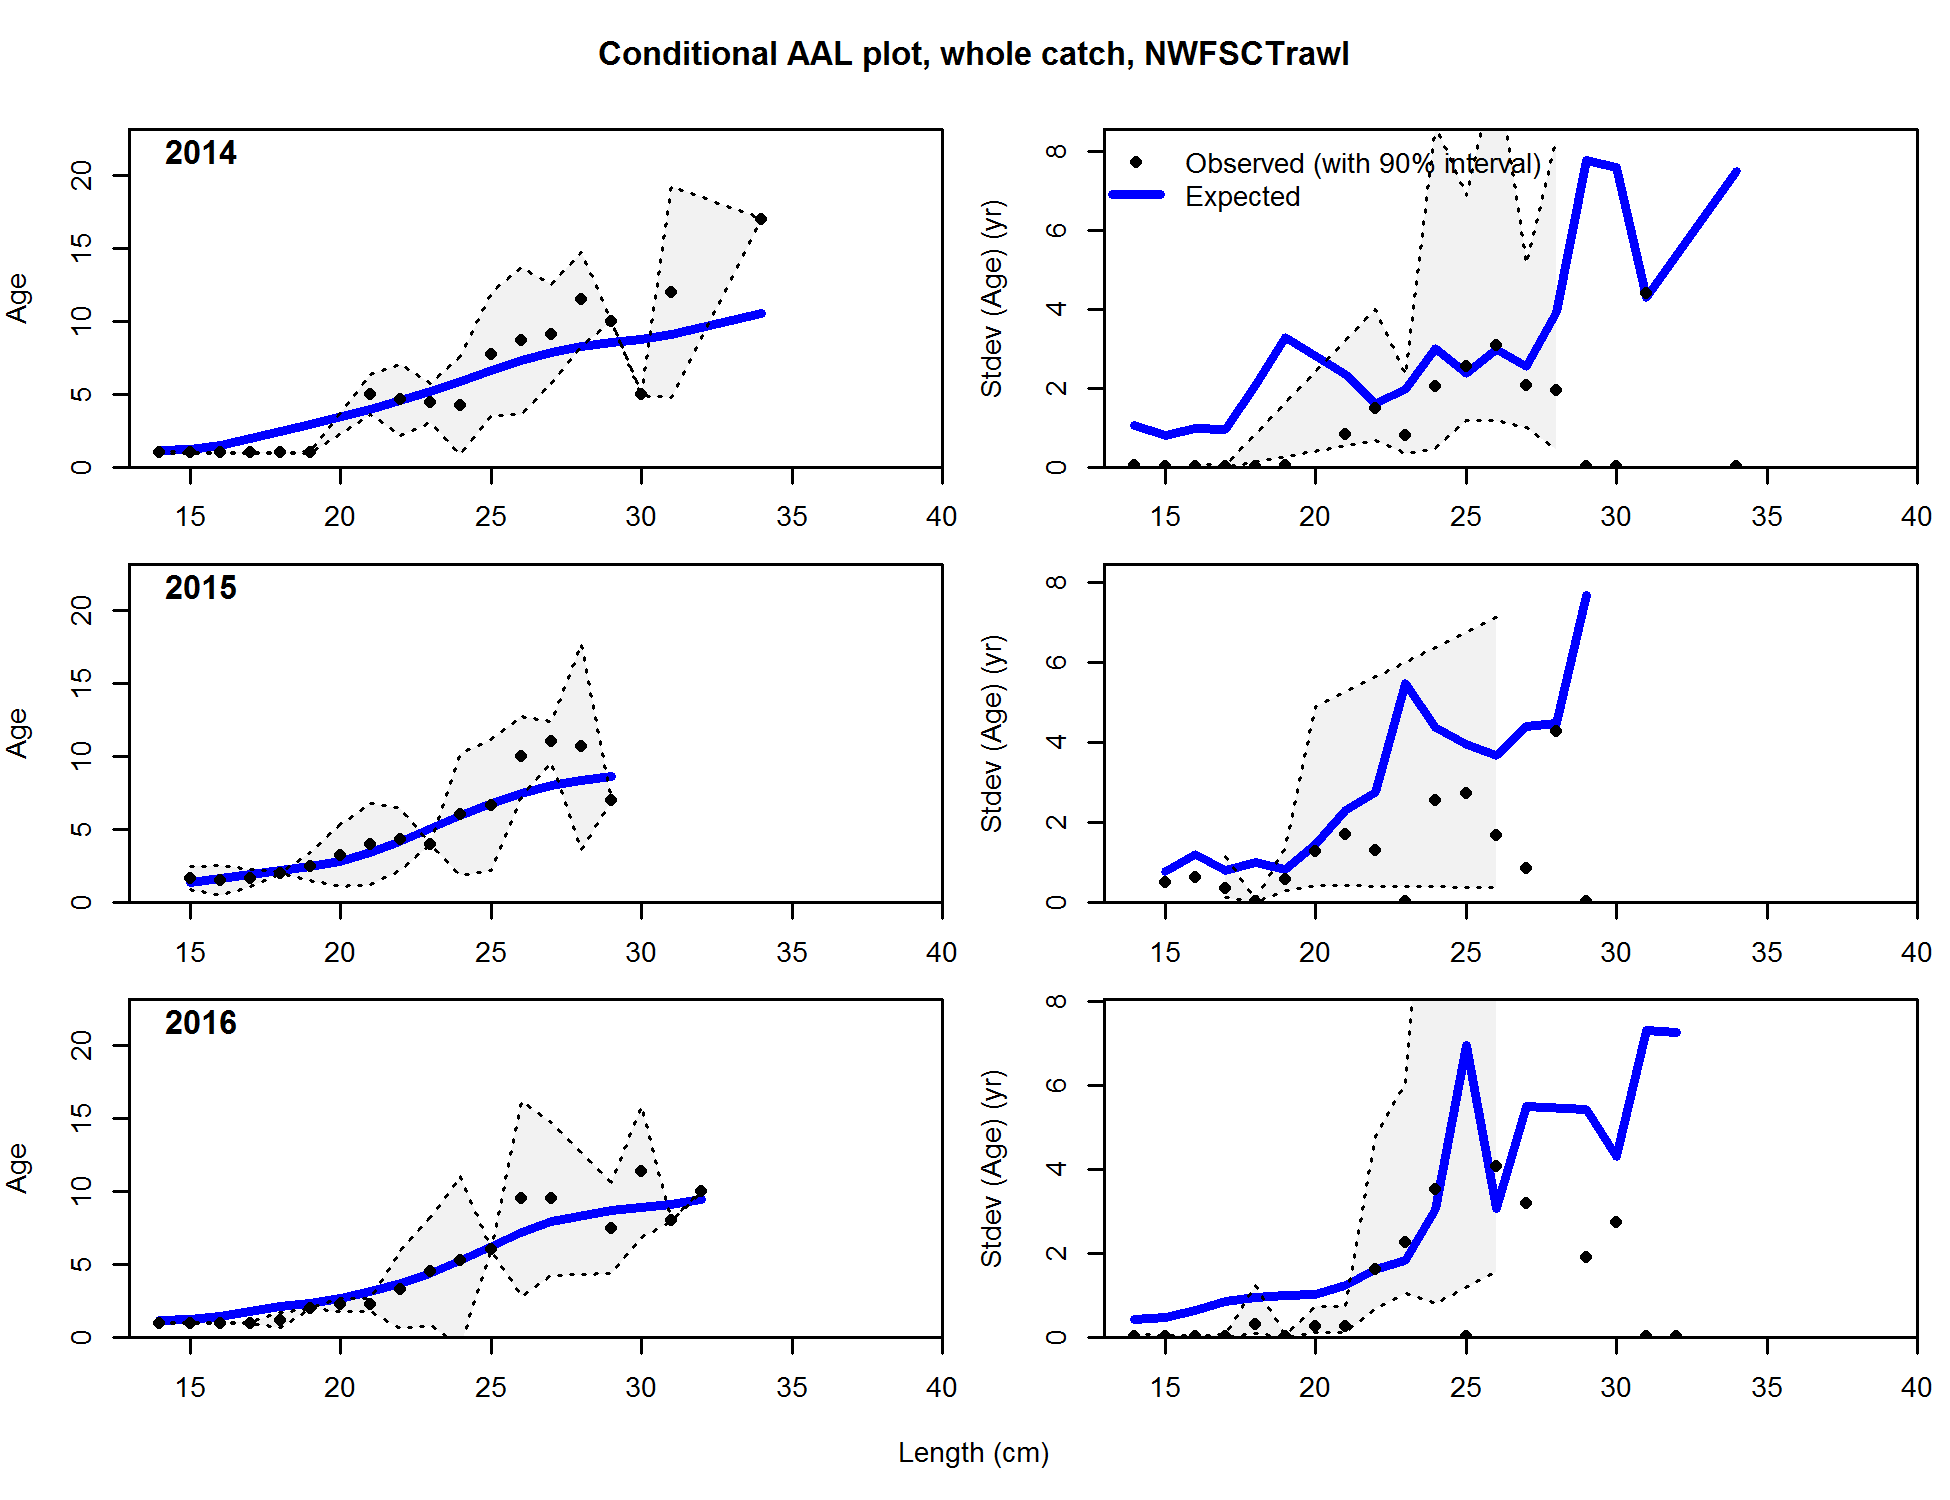 Conditional AAL plot, whole catch, NWFSCTrawl
2014
Age
0 5 10 15 20
15 20 25 30 35 40
Observed (with 90% interval)
Expected
Stdev (Age) (yr)
0 2 4 6 8
15 20 25 30 35 40
2015
Age
0 5 10 15 20
15 20 25 30 35 40
Stdev (Age) (yr)
0 2 4 6 8
15 20 25 30 35 40
2016
Age
0 5 10 15 20
15 20 25 30 35 40
Stdev (Age) (yr)
0 2 4 6 8
15 20 25 30 35 40
Length (cm)